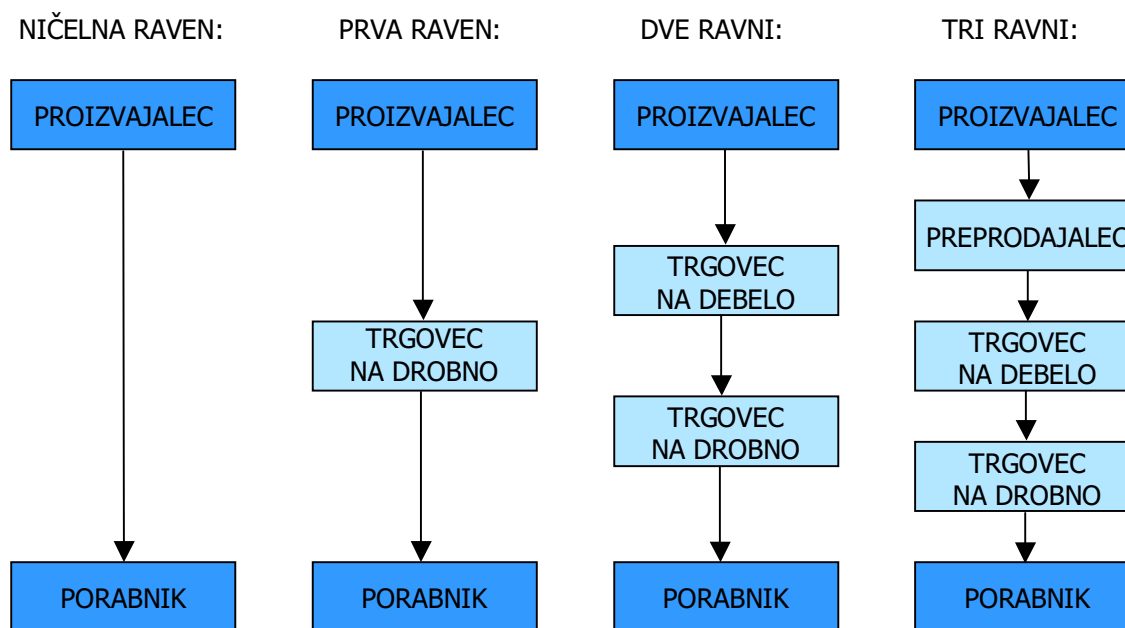 NIČELNA RAVEN:
PROIZVAJALEC
PORABNIK
PRVA RAVEN:
PROIZVAJALEC
TRGOVEC
NA DROBNO
PORABNIK
DVE RAVNI:
PROIZVAJALEC
TRGOVEC
NA DEBELO
TRGOVEC
NA DROBNO
PORABNIK
TRI RAVNI:
PROIZVAJALEC
PREPRODAJALEC
TRGOVEC
NA DEBELO
TRGOVEC
NA DROBNO
PORABNIK